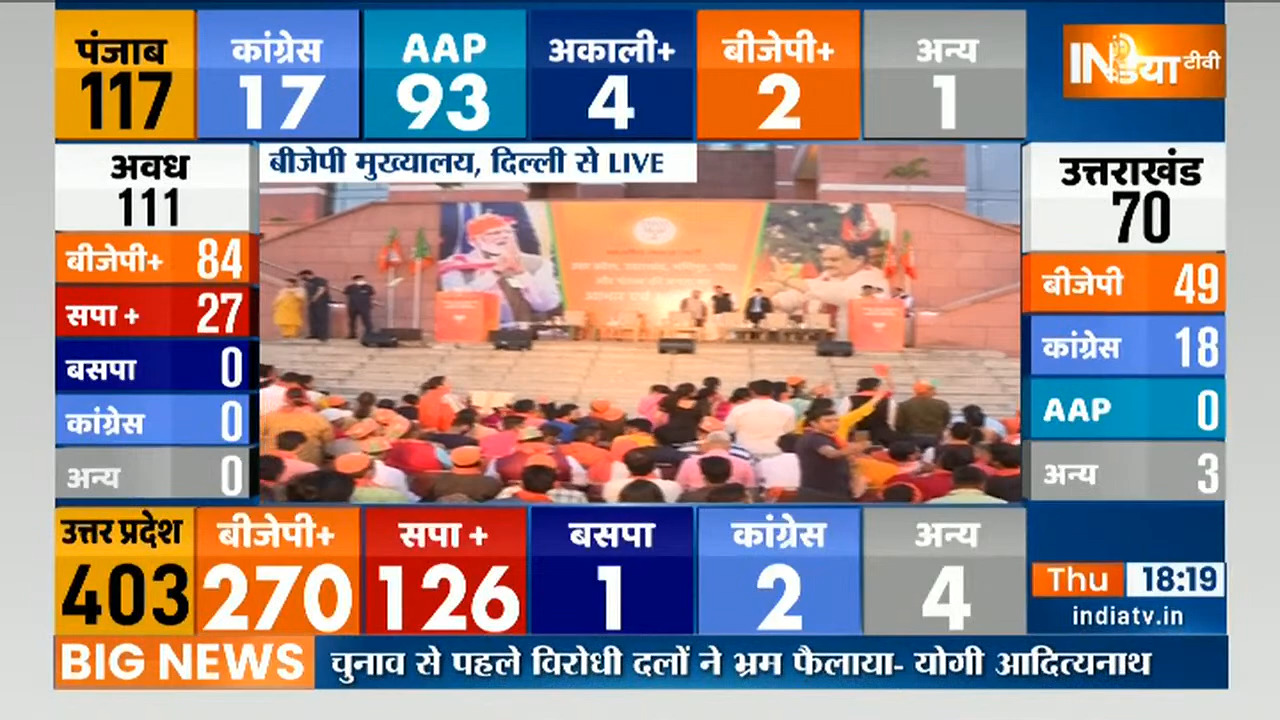 पंजाब
117
कांग्रेस
17
AAP
93
अकाली+
4
बीजेपी+
2
अन्य
1
INडिया टीवी
अवध
111
बीजेपी+ 84
सपा + 27
बसपा 0
कांग्रेस 0
अन्य 0
बीजेपी मुख्यालय, दिल्ली से LIVE
उत्तराखंड
70
बीजेपी 49
कांग्रेस 18
AAP 0
अन्य 3
उत्तर प्रदेश
403
बीजेपी+
270
सपा +
126
बसपा
1
कांग्रेस
2
अन्य
4
Thu 18:19
indiatv.in
BIG NEWS चुनाव से पहले विरोधी दलों ने भ्रम फैलाया- योगी आदित्यनाथ